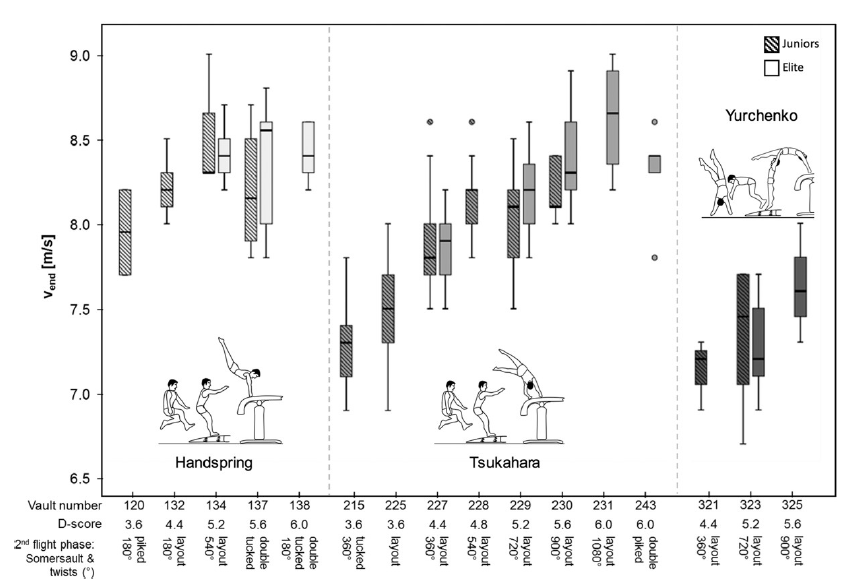 Juniors
Elite
9.0
8.5
8.0
7.5
7.0
6.5
v_end [m/s]
Yurchenko
Handspring
Tsukahara
Vault number 120 132 134 137 138 215 225 227 228 229 230 231 243 321 323 325
D-score 3.6 4.4 5.2 5.6 6.0 3.6 3.6 4.4 4.8 5.2 5.6 6.0 6.0 4.4 5.2 5.6
2nd flight phase:
Somersault &
twists (°)
piked
180°
layout
180°
layout
540°
double
tucked
double
tucked
180°
tucked
360°
layout
layout
360°
layout
540°
layout
720°
layout
900°
layout
1080°
double
piked
layout
360°
layout
720°
layout
900°